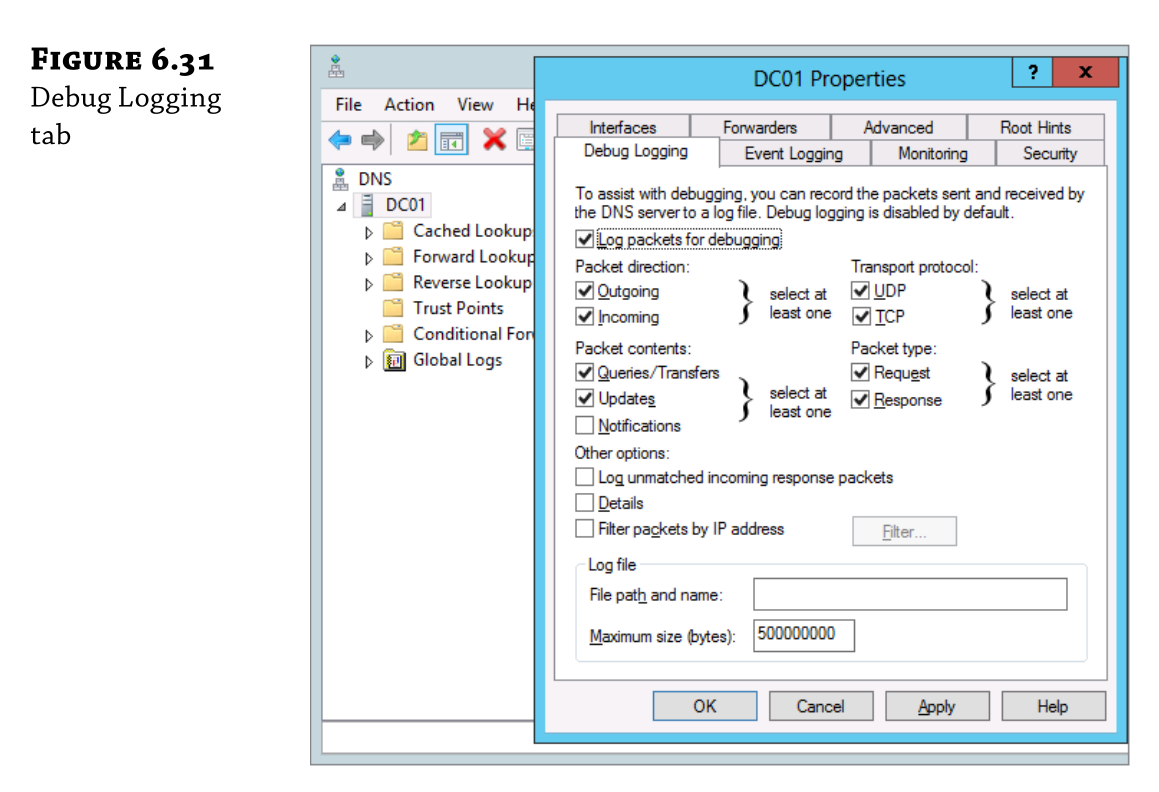 FIGURE 6.31
Debug Logging
tab
DC01 Properties
?
x
File Action View He
DNS
DC01
Cached Lookup
Forward Lookup
Reverse Lookup
Trust Points
Conditional For
Global Logs
Interfaces Forwarders Advanced Root Hints
Debug Logging Event Logging Monitoring Security
To assist with debugging, you can record the packets sent and received by
the DNS server to a log file. Debug logging is disabled by default.
Log packets for debugging
Packet direction: Transport protocol:
Outgoing } select at UDP } select at
Incoming least one TCP least one
Packet contents: Packet type:
Queries/Transfers Request
Updates } select at Response } select at
Notifications least one least one
Other options:
Log unmatched incoming response packets
Details
Filter packets by IP address Filter...
Log file
File path and name:
Maximum size (bytes): 500000000
OK Cancel Apply Help